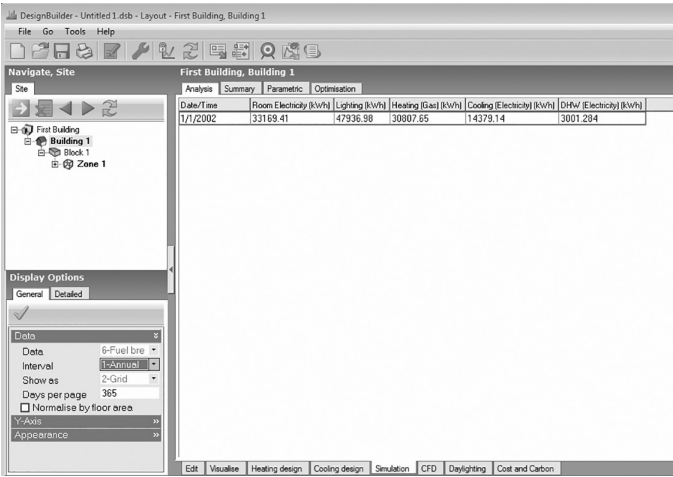 DesignBuilder - Untitled1.dsb - Layout - First Building, Building 1
File Go Tools Help
Navigate, Site
Site
First Building
Building 1
Block 1
Zone 1
First Building, Building 1
Analysis Summary Parametric Optimisation
Date/Time Room Electricity (kWh) Lighting (kWh) Heating (Gas) (kWh) Cooling (Electricity) (kWh) DHW (Electricity) (kWh)
1/1/2002 33169.41 47936.98 30807.65 14379.14 3001.284
Display Options
General Detailed
Data
Data 6-Fuel bre
Interval 1-Annual
Show as 2-Grid
Days per page 365
Normalise by floor area
Y-Axis
Appearance
Edit Visualise Heating design Cooling design Simulation CFD Daylighting Cost and Carbon